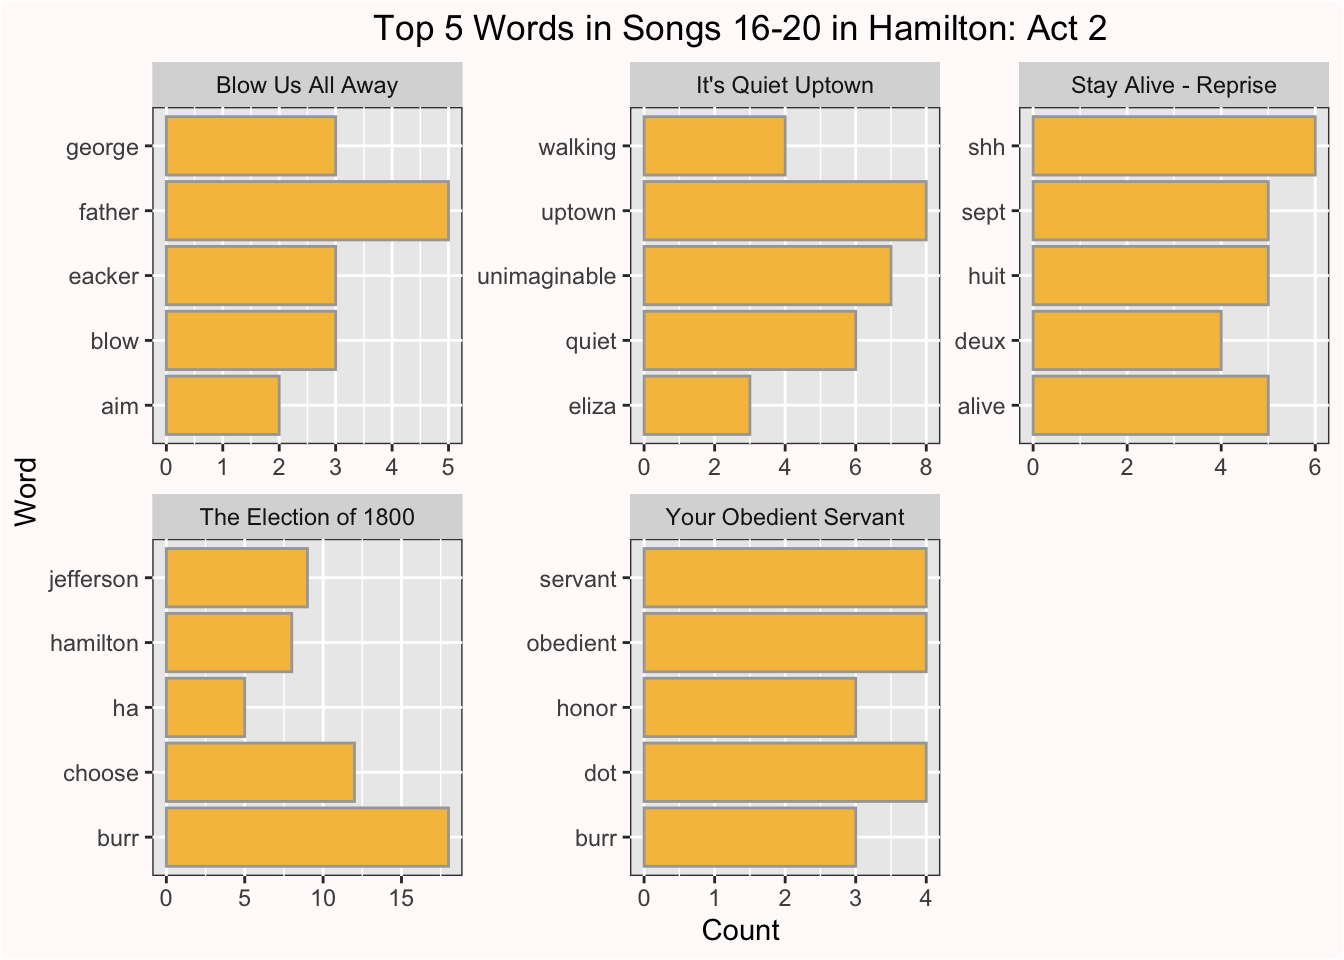 Top 5 Words in Songs 16-20 in Hamilton: Act 2
Blow Us All Away
george
father
eacker
blow
aim
0 1 2 3 4 5
It's Quiet Uptown
walking
uptown
unimaginable
quiet
eliza
0 2 4 6 8
Stay Alive - Reprise
shh
sept
huit
deux
alive
0 2 4 6
Word
The Election of 1800
jefferson
hamilton
ha
choose
burr
0 5 10 15
Your Obedient Servant
servant
obedient
honor
dot
burr
0 1 2 3 4
Count